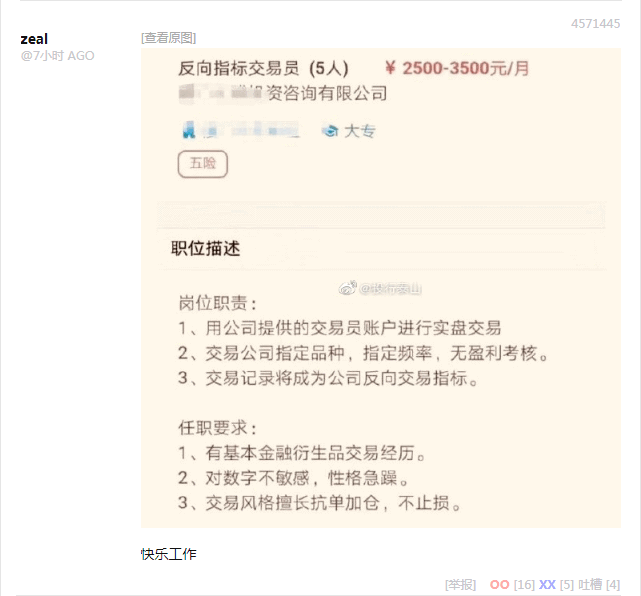 4571445
zeal
@7小时 AGO
[查看原图]
反向指标交易员 (5人) ¥ 2500-3500元/月
资咨询有限公司
大专
五险
职位描述
岗位职责：
1、用公司提供的交易员账户进行实盘交易
2、交易公司指定品种，指定频率，无盈利考核。
3、交易记录将成为公司反向交易指标。
任职要求：
1、有基本金融衍生品交易经历。
2、对数字不敏感，性格急躁。
3、交易风格擅长抗单加仓，不止损。
快乐工作
[举报] OO [16] XX [5] 吐槽 [4]